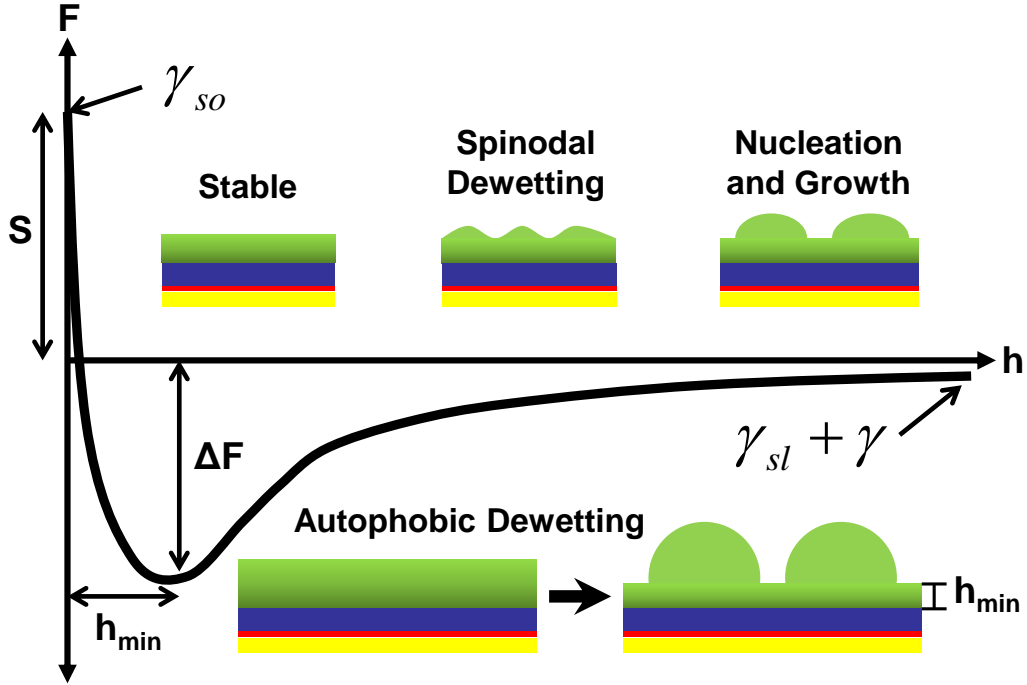 F
γso
Spinodal
Dewetting
Nucleation
and Growth
Stable
S
h
γsl + γ
ΔF
Autophobic Dewetting
hmin
hmin